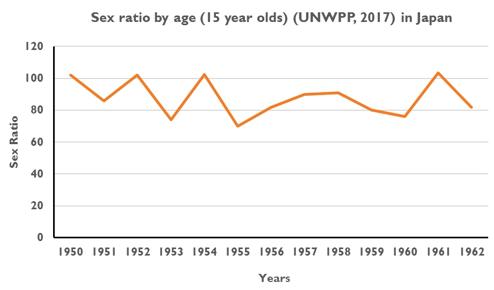 Sex ratio by age (15 year olds) (UNWPP, 2017) in Japan
120
100
80
60
40
20
0
Sex Ratio
1950 1951 1952 1953 1954 1955 1956 1957 1958 1959 1960 1961 1962
Years